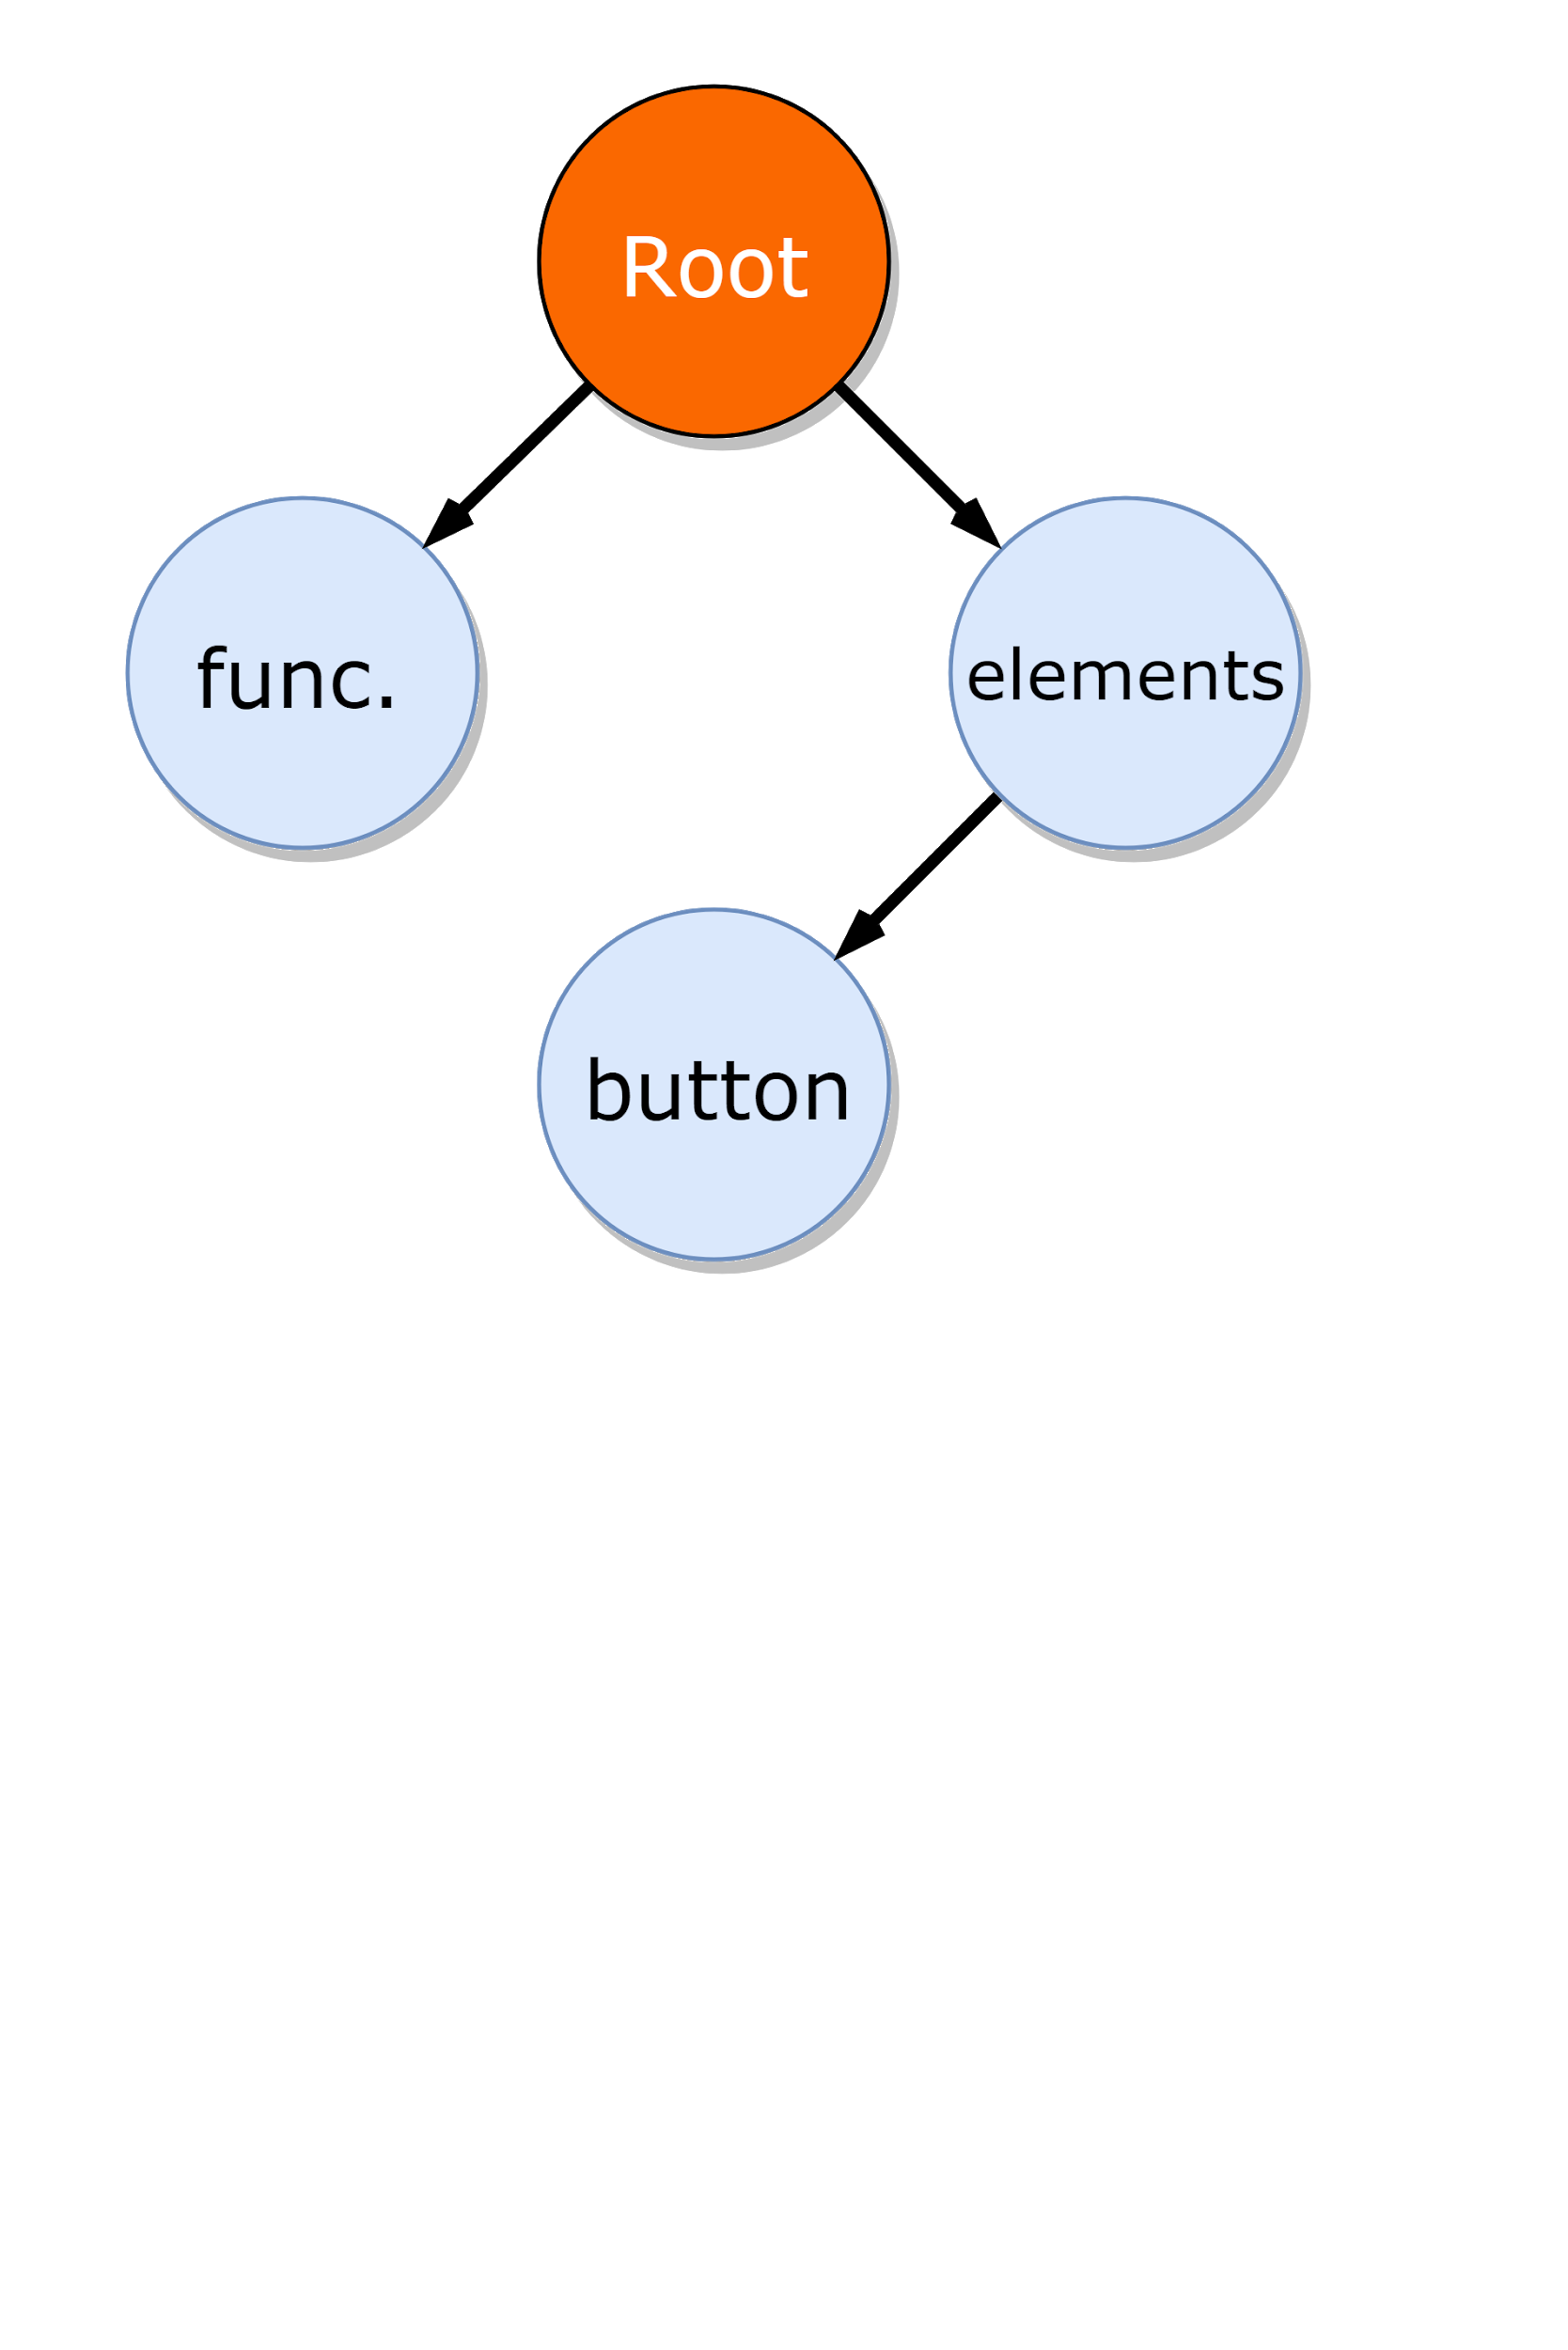 Root
func.
elements
button